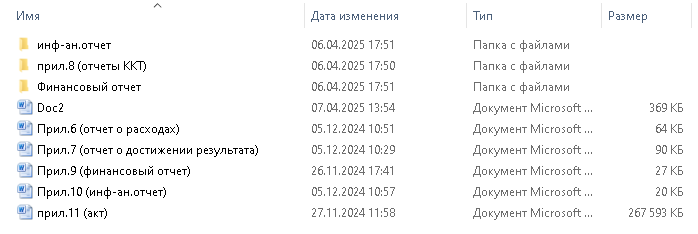 Имя Дата изменения Тип Размер
инф-ан.отчет 06.04.2025 17:51 Папка с файлами
прил.8 (отчеты ККТ) 06.04.2025 17:50 Папка с файлами
Финансовый отчет 06.04.2025 17:51 Папка с файлами
Doc2 07.04.2025 13:54 Документ Microsoft ... 369 КБ
Прил.6 (отчет о расходах) 05.12.2024 10:51 Документ Microsoft ... 64 КБ
Прил.7 (отчет о достижении результата) 05.12.2024 10:29 Документ Microsoft ... 90 КБ
Прил.9 (финансовый отчет) 26.11.2024 17:41 Документ Microsoft ... 27 КБ
Прил.10 (инф-ан.отчет) 05.12.2024 10:57 Документ Microsoft ... 20 КБ
прил.11 (акт) 27.11.2024 11:58 Документ Microsoft ... 267 593 КБ